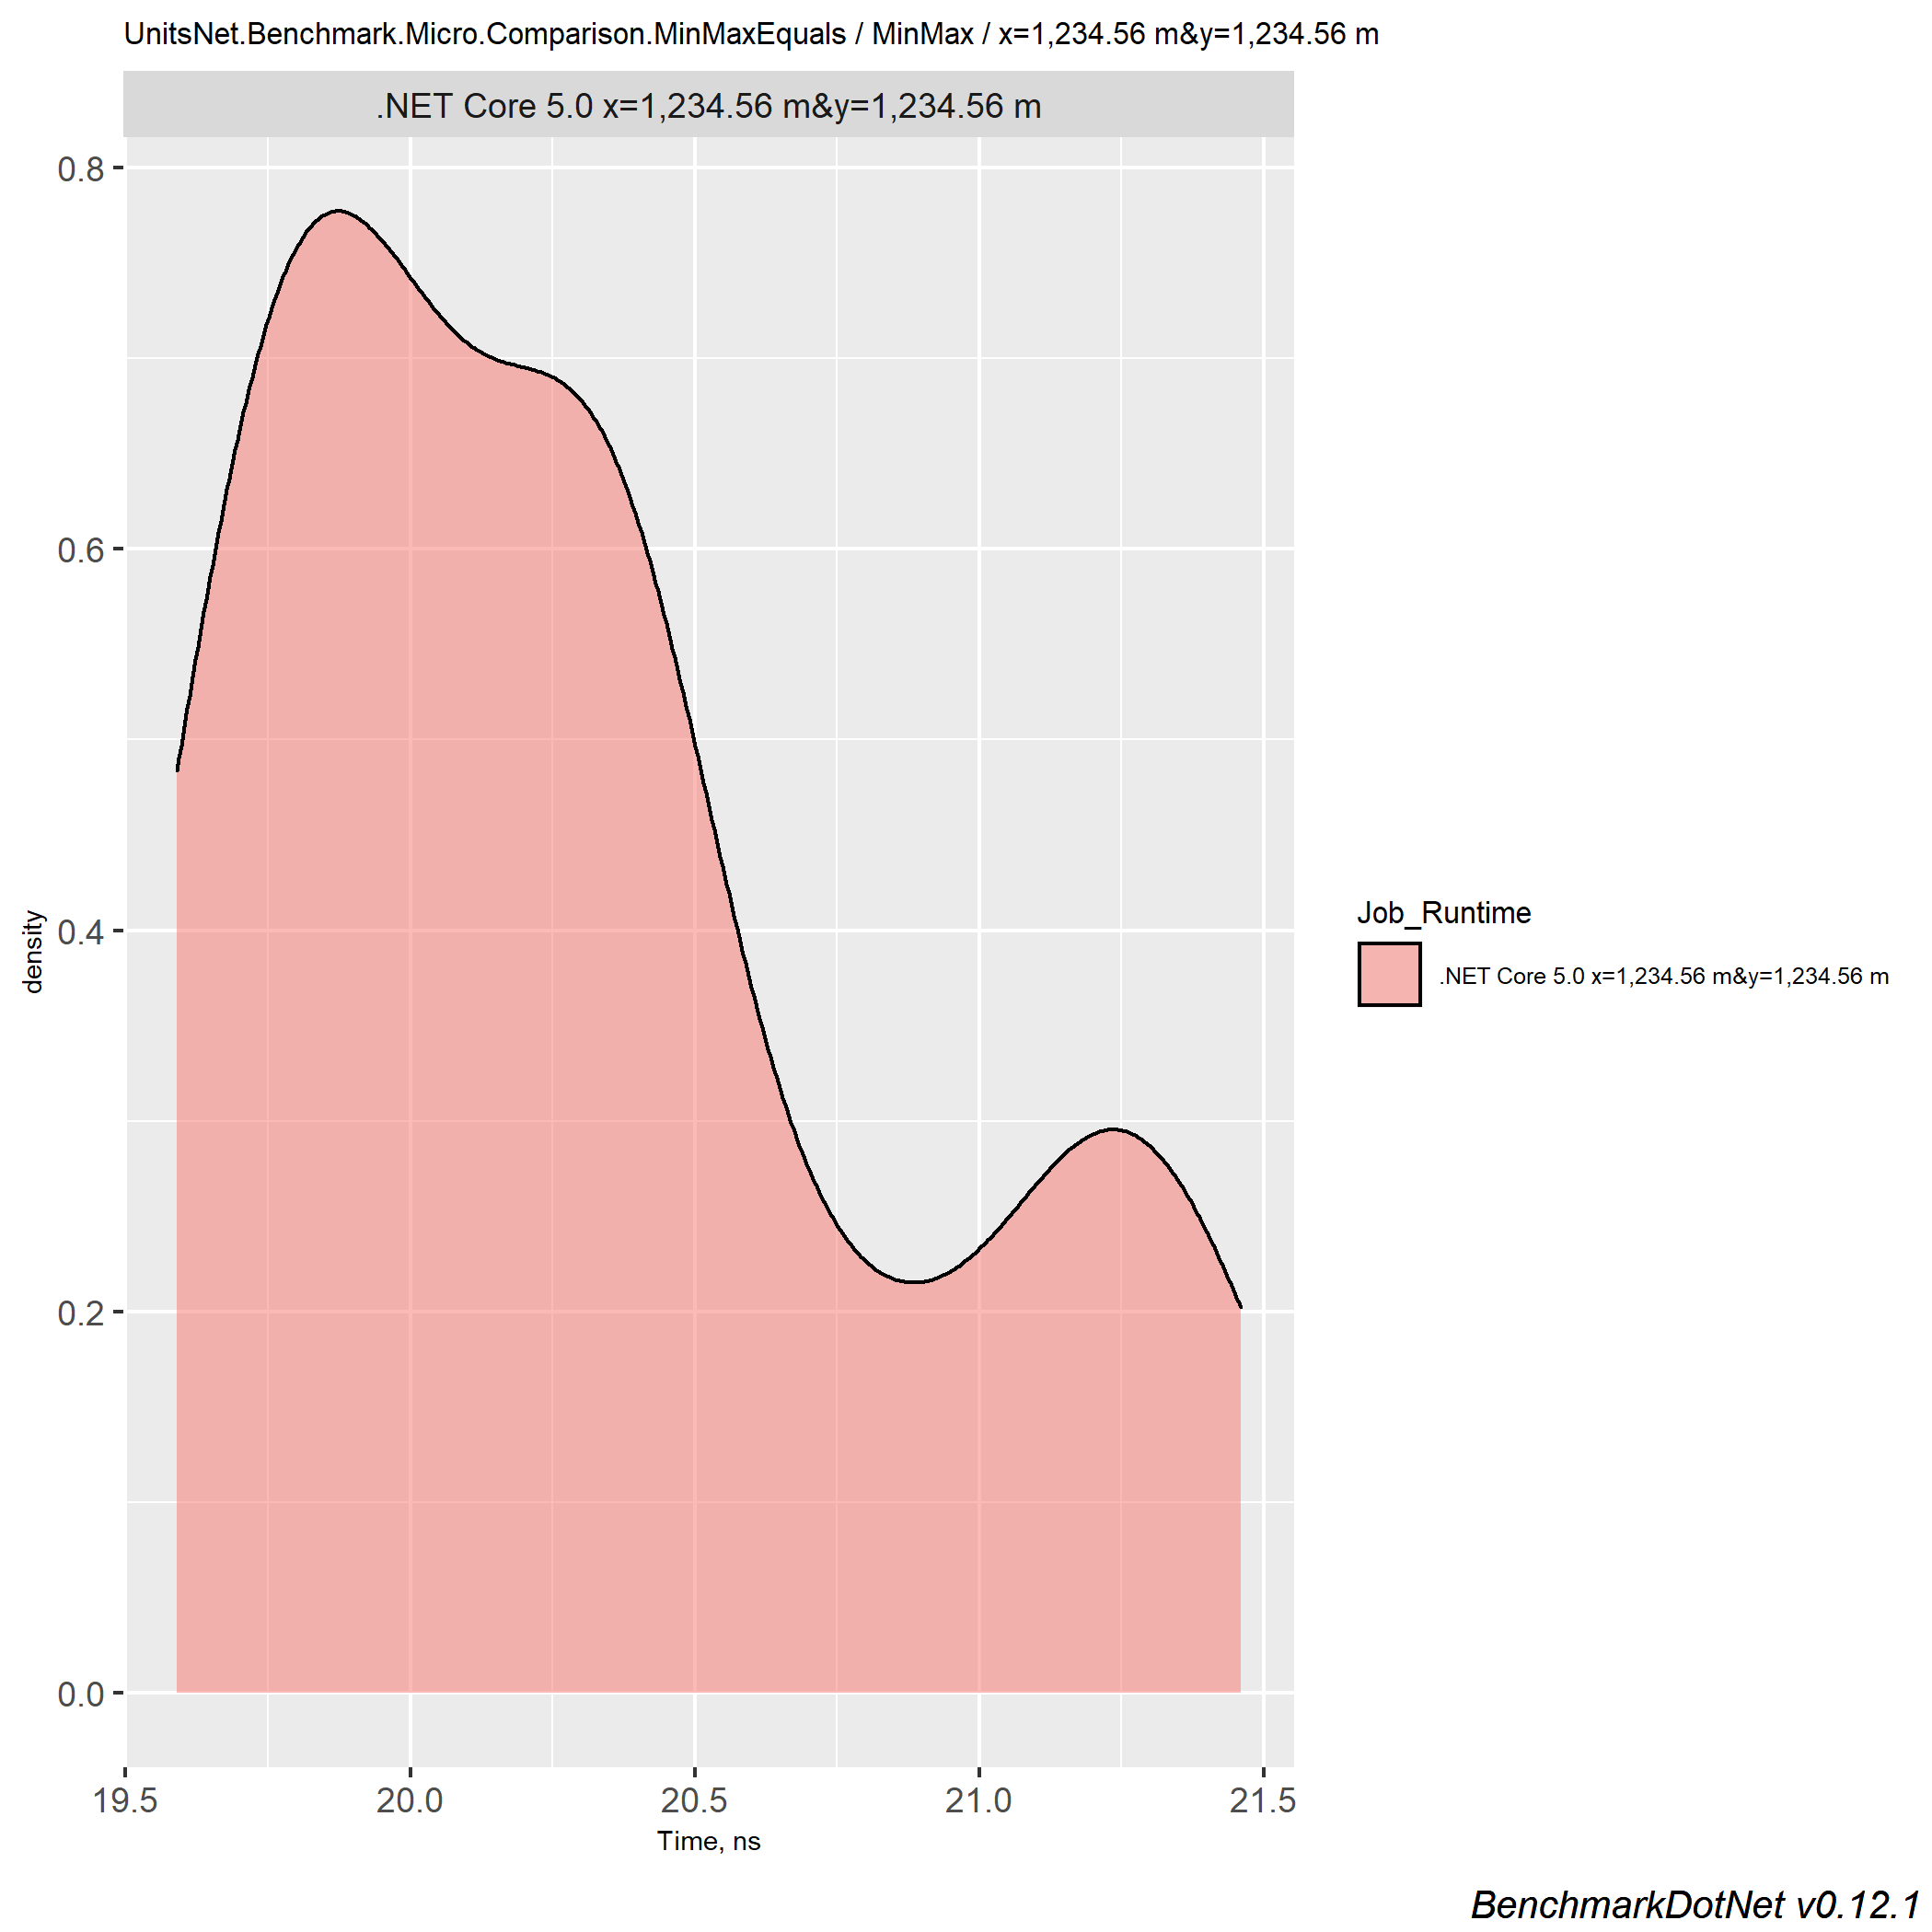 UnitsNet.Benchmark.Micro.Comparison.MinMaxEquals / MinMax / x=1,234.56 m&y=1,234.56 m
.NET Core 5.0 x=1,234.56 m&y=1,234.56 m
0.8
0.6
0.4
0.2
0.0
density
19.5 20.0 20.5 21.0 21.5
Time, ns
Job_Runtime
.NET Core 5.0 x=1,234.56 m&y=1,234.56 m
BenchmarkDotNet v0.12.1